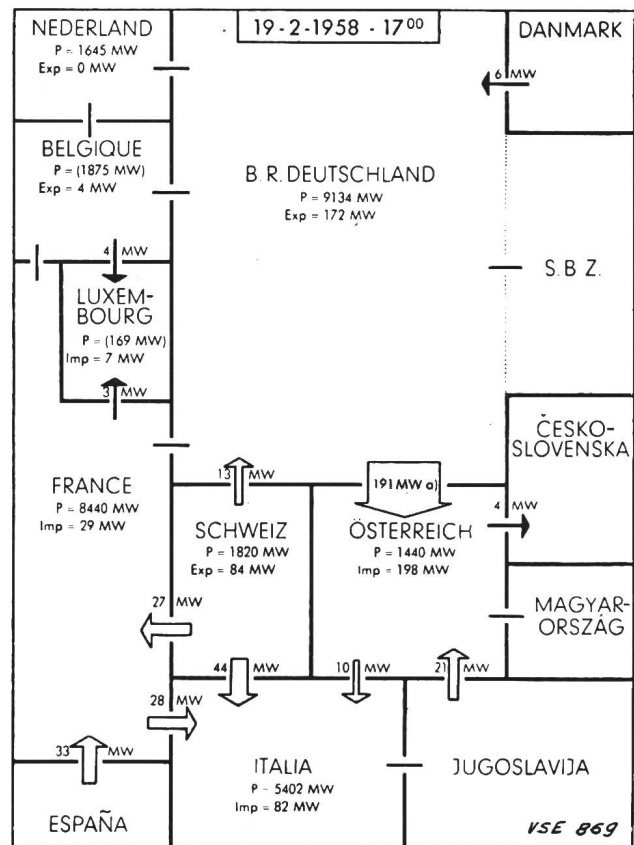 19-2-1958 - 17⁰⁰
NEDERLAND
P = 1645 MW
Exp = 0 MW
DANMARK
6 MW
BELGIQUE
P = (1875 MW)
Exp = 4 MW
B. R. DEUTSCHLAND
P = 9134 MW
Exp = 172 MW
4 MW
S. B. Z.
LUXEM-
BOURG
P = (169 MW)
Imp = 7 MW
3 MW
ČESKO-
SLOVENSKA
FRANCE
P = 8440 MW
Imp = 29 MW
13 MW
191 MW a)
4 MW
SCHWEIZ
P = 1820 MW
Exp = 84 MW
ÖSTERREICH
P = 1440 MW
Imp = 198 MW
MAGYAR-
ORSZÁG
27 MW
44 MW
10 MW
21 MW
28 MW
33 MW
ITALIA
P = 5402 MW
Imp = 82 MW
JUGOSLAVIJA
ESPAÑA
VSE 869